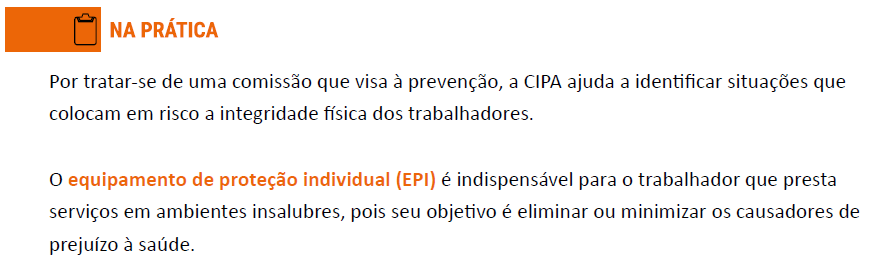 NA PRÁTICA
Por tratar-se de uma comissão que visa à prevenção, a CIPA ajuda a identificar situações que
colocam em risco a integridade física dos trabalhadores.
O equipamento de proteção individual (EPI) é indispensável para o trabalhador que presta
serviços em ambientes insalubres, pois seu objetivo é eliminar ou minimizar os causadores de
prejuízo à saúde.